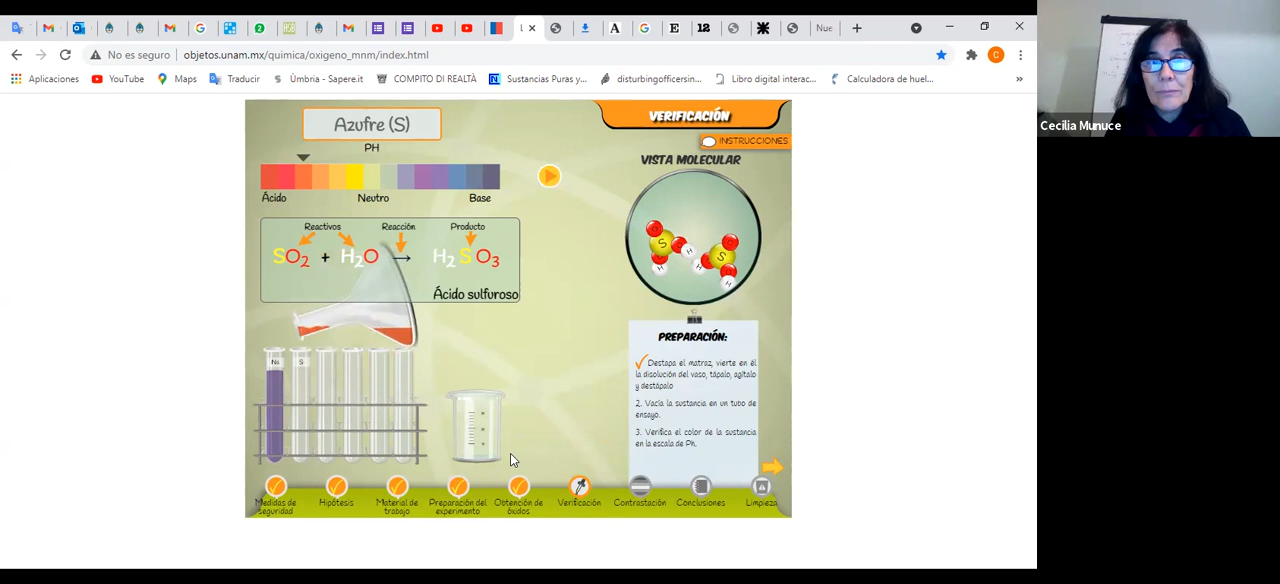 12
Nue
No es seguro
objetos.unam.mx/quimica/oxigeno_mnm/index.html
Aplicaciones
YouTube
Maps
Traducir
Úmbria - Sapere.it
COMPITO DI REALTÀ
Sustancias Puras y...
disturbingofficersin...
Libro digital interac...
Calculadora de huel...
»
Cecilia Munuce
Azufre (S)
PH
Ácido
Neutro
Base
VERIFICACIÓN
INSTRUCCIONES
VISTA MOLECULAR
Reactivos
Reacción
Producto
SO2 + H2O → H2SO3
Ácido sulfuroso
Na
S
PREPARACIÓN:
Destapa el matraz, vierte en él
la disolución del vaso, tápalo, agítalo
y destápalo
2. Vacía la sustancia en un tubo de
ensayo.
3. Verifica el color de la sustancia
en la escala de Ph.
Medidas de
seguridad
Hipótesis
Material de
trabajo
Preparación del
experimento
Obtención de
óxidos
Verificación
Contrastación
Conclusiones
Limpieza